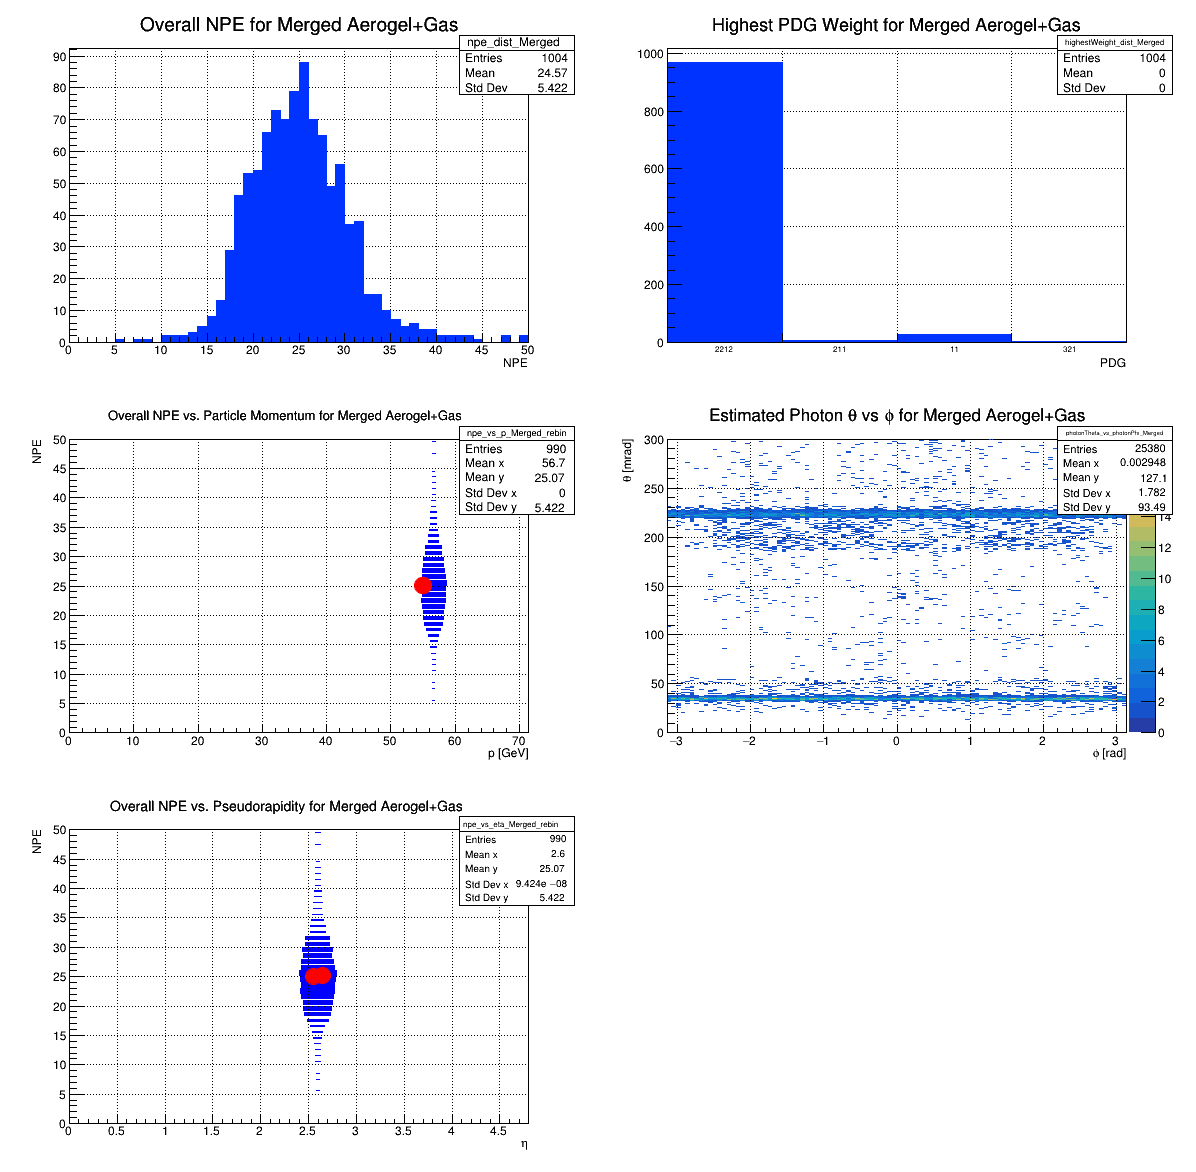 Overall NPE for Merged Aerogel+Gas
npe_dist_Merged
Entries 1004
Mean 24.57
Std Dev 5.422
90
80
70
60
50
40
30
20
10
0
0 5 10 15 20 25 30 35 40 45 50
NPE
Highest PDG Weight for Merged Aerogel+Gas
highestWeight_dist_Merged
Entries 1004
Mean 0
Std Dev 0
1000
800
600
400
200
0
2212 211 11 321
PDG
Overall NPE vs. Particle Momentum for Merged Aerogel+Gas
npe_vs_p_Merged_rebin
Entries 990
Mean x 56.7
Mean y 25.07
Std Dev x 0
Std Dev y 5.422
NPE
50
45
40
35
30
25
20
15
10
5
0
0 10 20 30 40 50 60 70
p [GeV]
Estimated Photon θ vs ϕ for Merged Aerogel+Gas
photonTheta_vs_photonPhi_Merged
Entries 25380
Mean x 0.002948
Mean y 127.1
Std Dev x 1.782
Std Dev y 93.49
θ [mrad]
300
250
200
150
100
50
0
−3 −2 −1 0 1 2 3
ϕ [rad]
14
12
10
8
6
4
2
0
Overall NPE vs. Pseudorapidity for Merged Aerogel+Gas
npe_vs_eta_Merged_rebin
Entries 990
Mean x 2.6
Mean y 25.07
Std Dev x 9.424e −08
Std Dev y 5.422
NPE
50
45
40
35
30
25
20
15
10
5
0
0 0.5 1 1.5 2 2.5 3 3.5 4 4.5
η